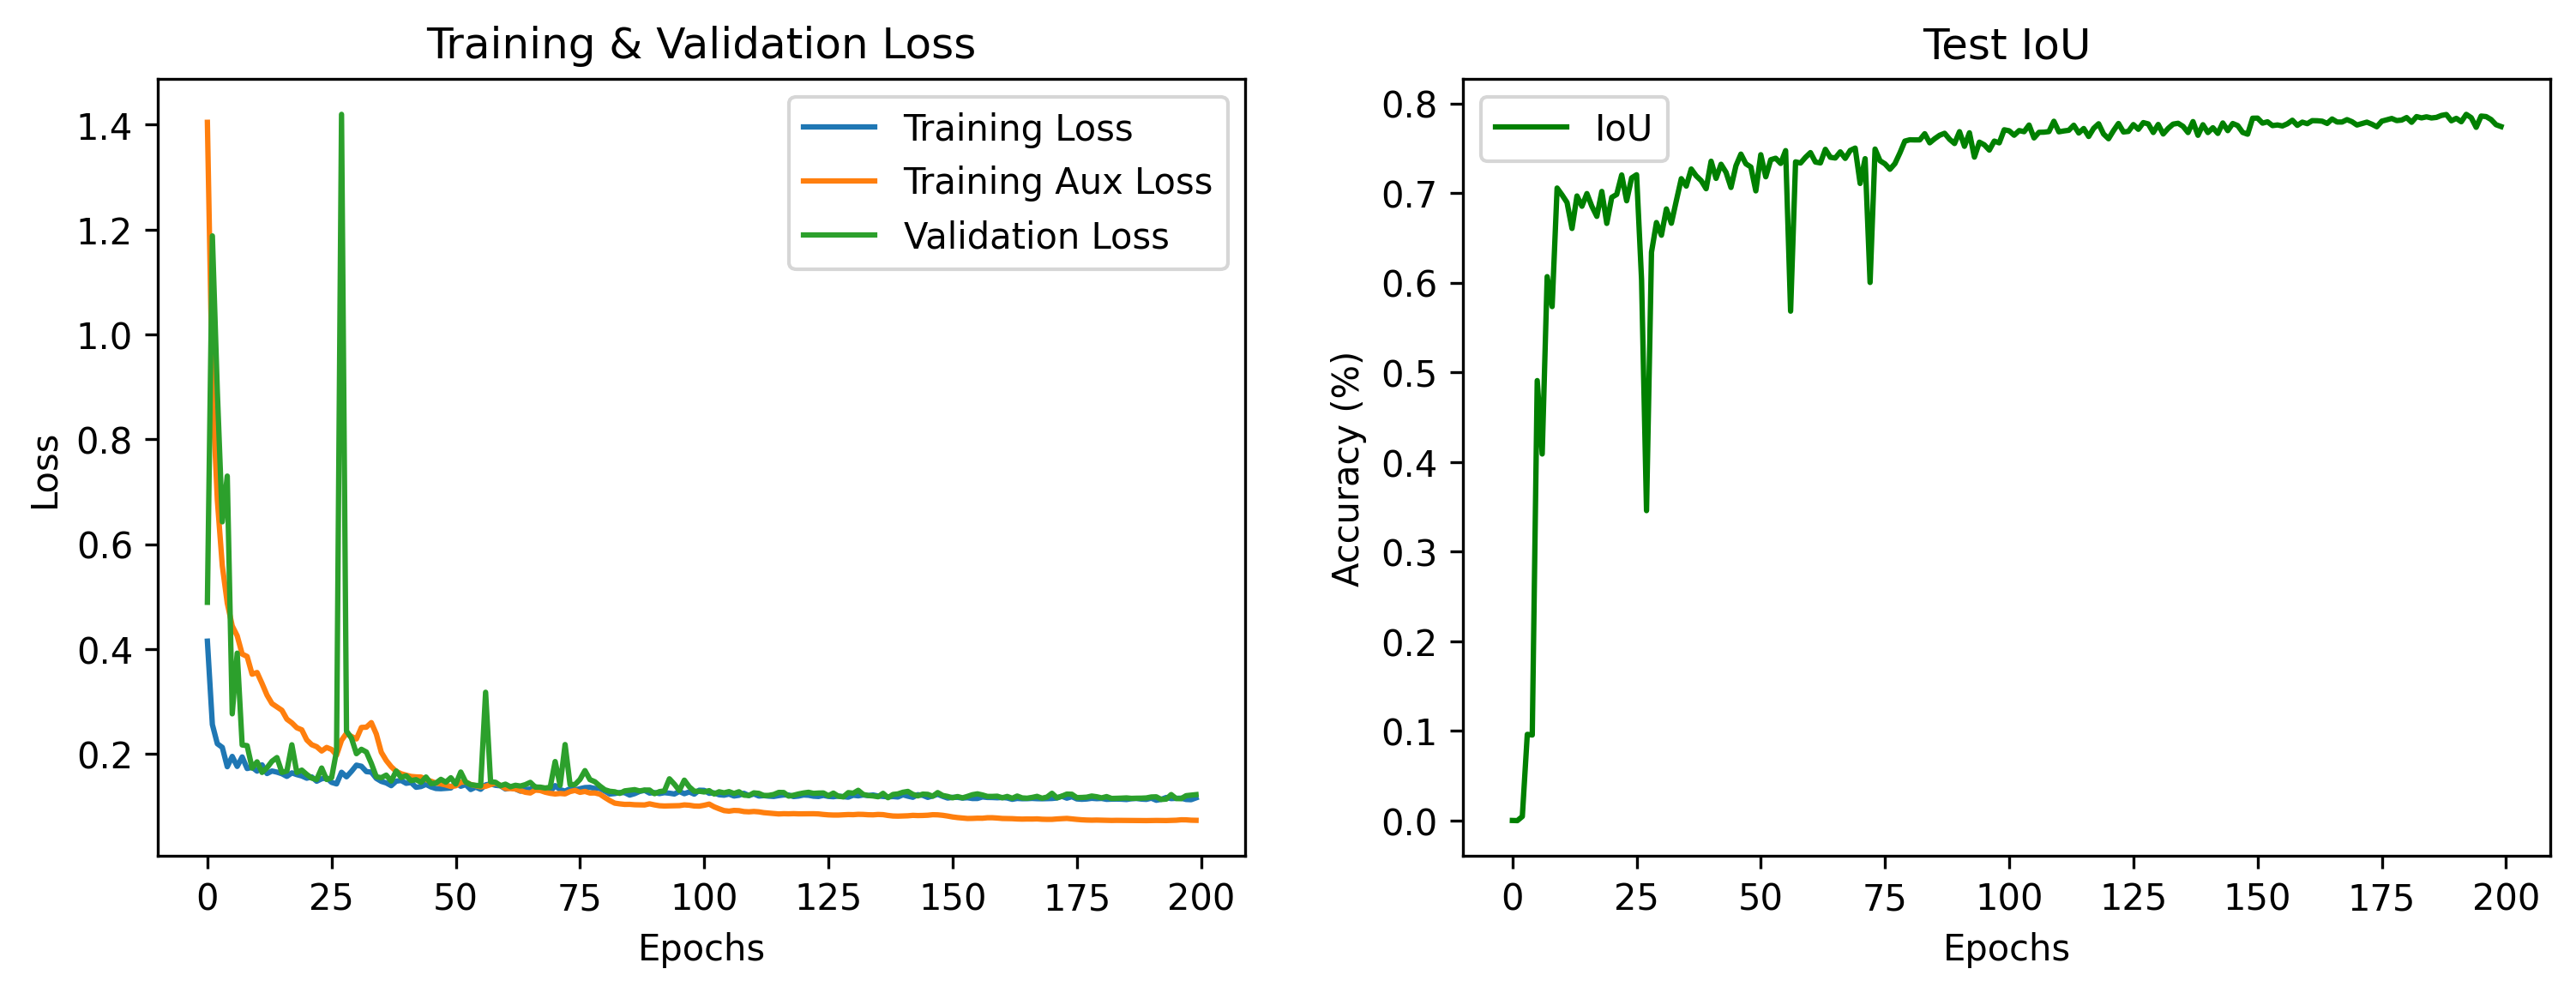 Training & Validation Loss
Loss
1.4
1.2
1.0
0.8
0.6
0.4
0.2
Training Loss
Training Aux Loss
Validation Loss
0 25 50 75 100 125 150 175 200
Epochs
Test IoU
Accuracy (%)
0.8
0.7
0.6
0.5
0.4
0.3
0.2
0.1
0.0
IoU
0 25 50 75 100 125 150 175 200
Epochs